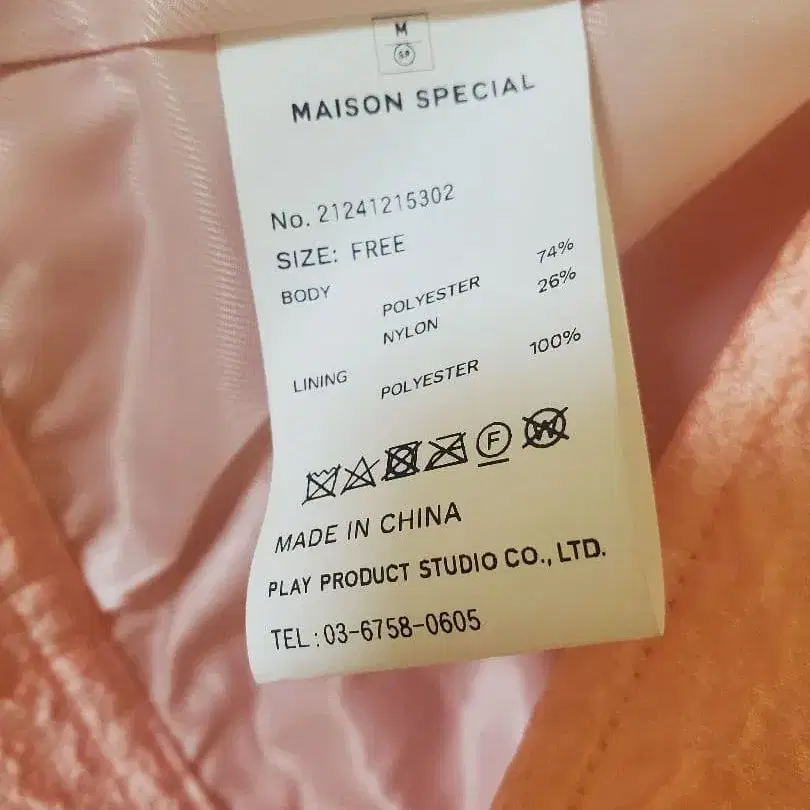 M
SP
MAISON SPECIAL
No. 21241215302
SIZE: FREE
BODY
POLYESTER 74%
NYLON 26%
LINING
POLYESTER 100%
F W
MADE IN CHINA
PLAY PRODUCT STUDIO CO., LTD.
TEL:03-6758-0605